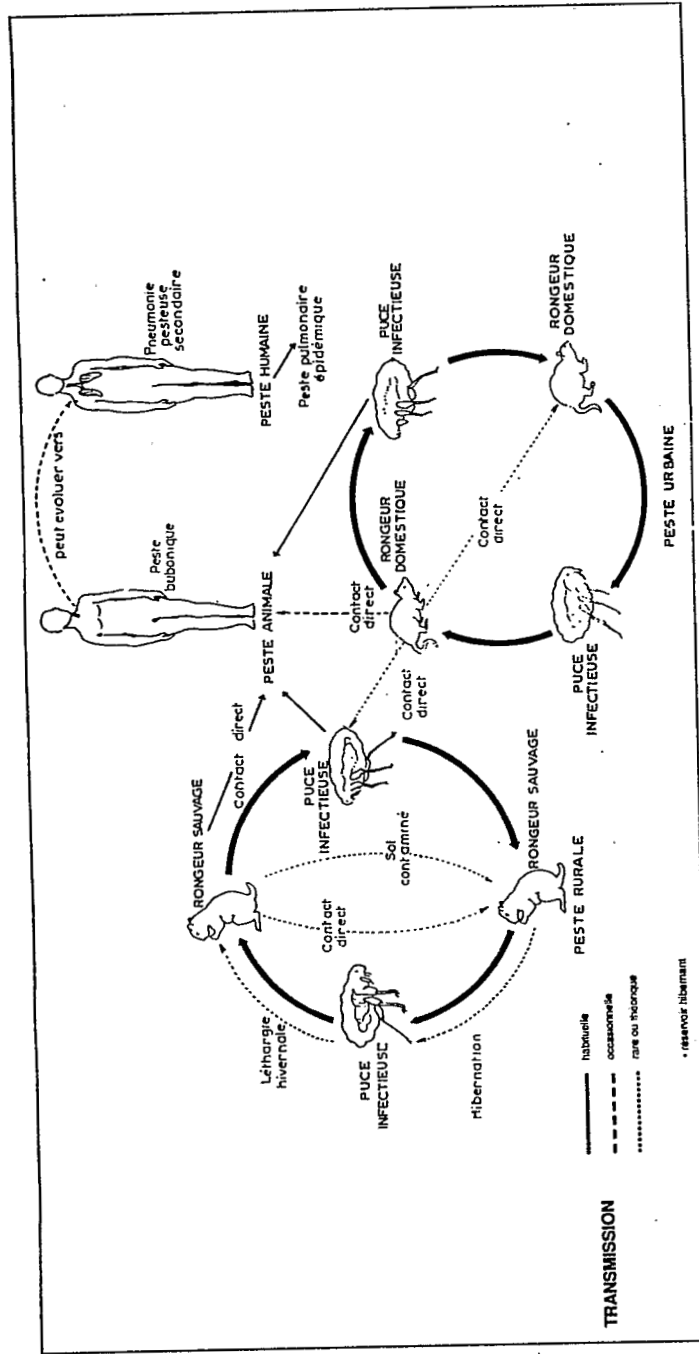 peut evoluer vers
Peste
bubonique
Pneumonie
pesteuse
secondaire
PESTE HUMAINE
Peste pulmonaire
épidémique
PESTE ANIMALE
RONGEUR SAUVAGE
Contact direct
PUCE
INFECTIEUSE
Contact
direct
Sol
contaminé
Léthargie
hivernale
PUCE
INFECTIEUSE
Hibernation
RONGEUR SAUVAGE
PESTE RURALE
Contact
direct
Contact
direct
RONGEUR
DOMESTIQUE
PUCE
INFECTIEUSE
Contact
direct
RONGEUR
DOMESTIQUE
PUCE
INFECTIEUSE
PESTE URBAINE
TRANSMISSION
habituelle
occasionnelle
rare ou théorique
• réservoir hibernant